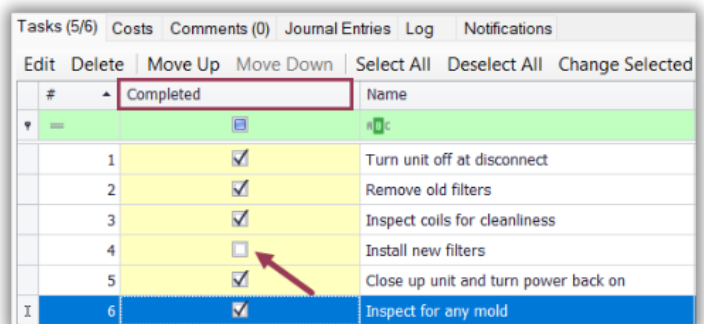 Tasks (5/6) Costs Comments (0) Journal Entries Log Notifications
Edit Delete Move Up Move Down Select All Deselect All Change Selected
# Completed Name
= ABC
1 Turn unit off at disconnect
2 Remove old filters
3 Inspect coils for cleanliness
4 Install new filters
5 Close up unit and turn power back on
I 6 Inspect for any mold